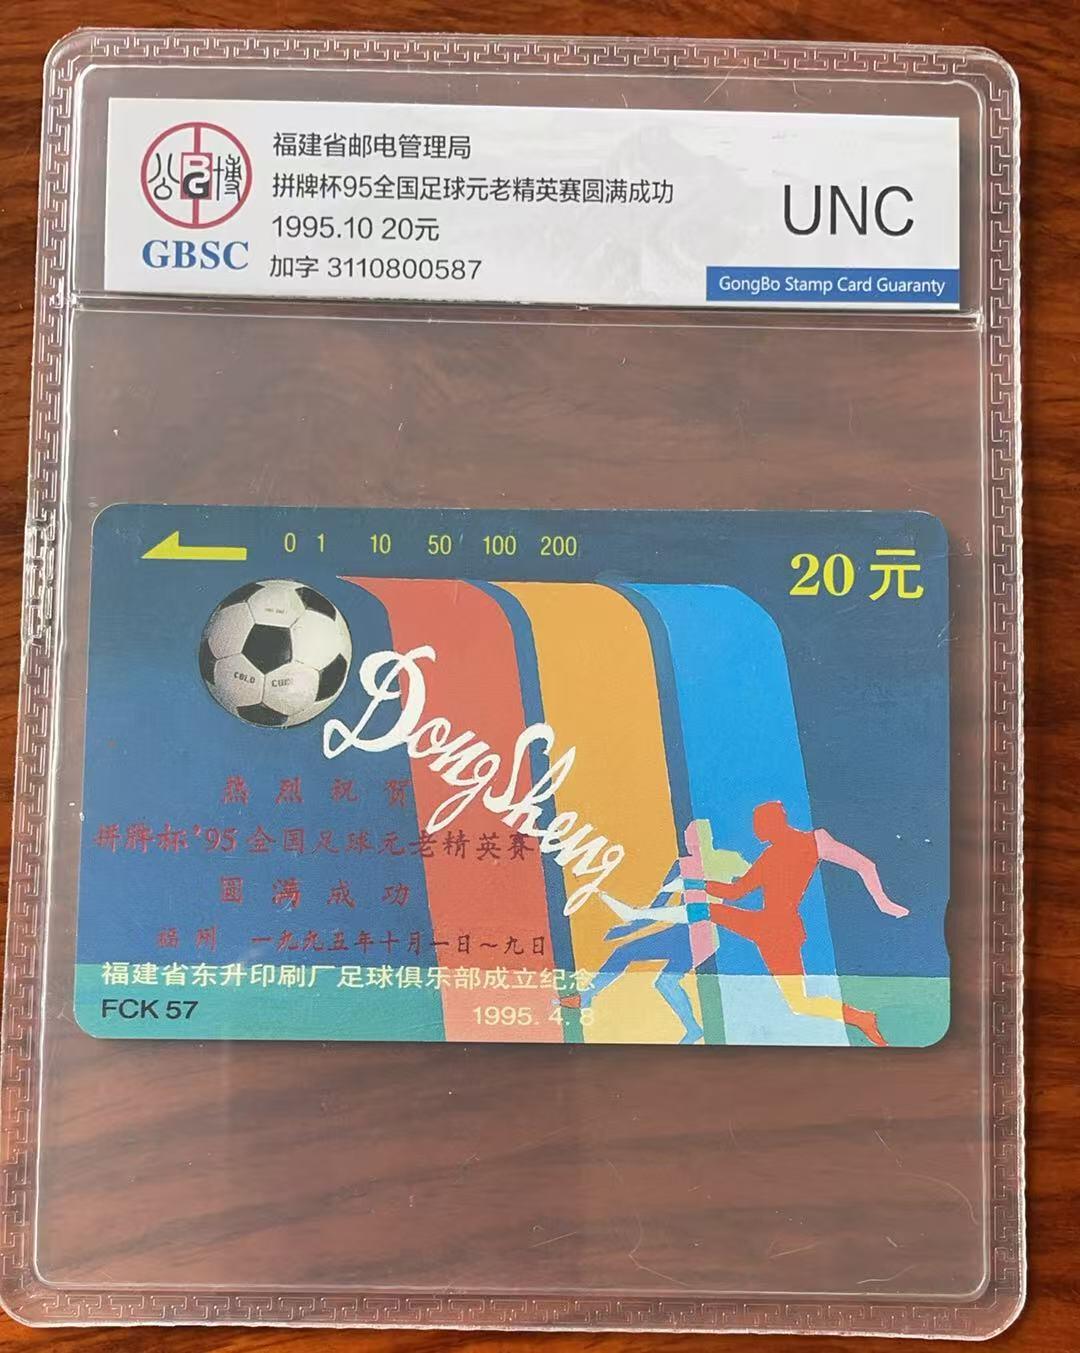 公博
BG
GBSC
福建省邮电管理局
拼牌杯95全国足球元老精英赛圆满成功
1995.10 20元
加字 3110800587
UNC
GongBo Stamp Card Guaranty
0 1 10 50 100 200
20元
DongSheng
热烈祝贺
拼牌杯'95全国足球元老精英赛
圆满成功
福州 一九九五年十月一日~九日
福建省东升印刷厂足球俱乐部成立纪念
FCK 57
1995. 4. 8